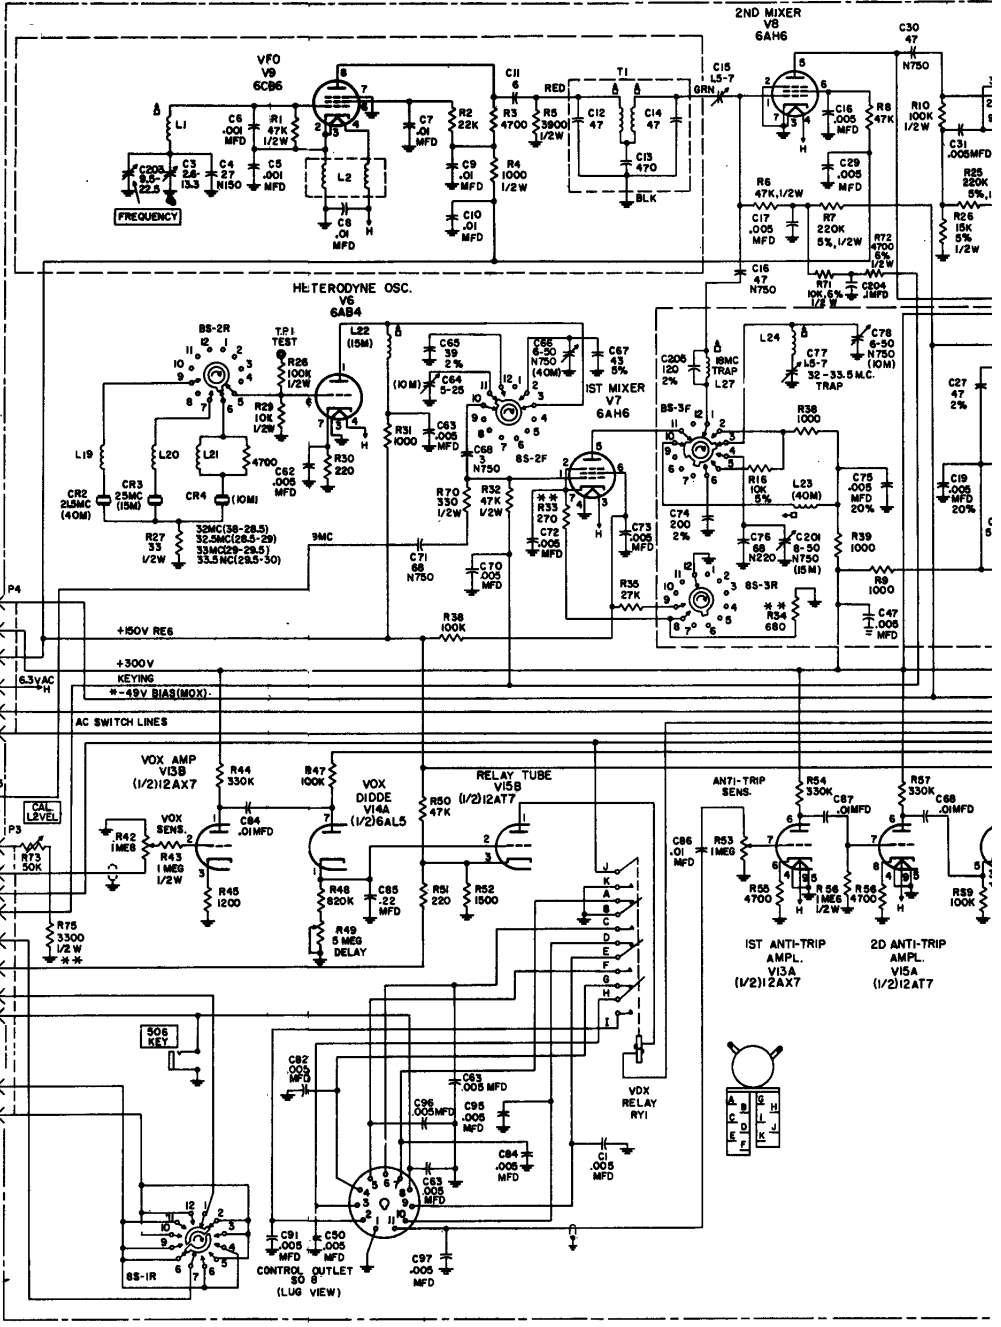 2ND MIXER
V8
6AH6
C30
47
N750
VFO
V9
6CB6
C11
6
RED
T1
GRN
C15
1.5-7
L1
C6
.001
MFD
R1
47K
1/2W
C7
.01
MFD
R2
22K
R3
4700
R5
3900
1/2W
C12
47
C14
47
C16
.005
MFD
R8
47K
R10
100K
1/2W
C31
.005MFD
C203
9.5-
22.5
C3
2.6-
13.3
C4
27
N150
C5
.001
MFD
L2
C9
.01
MFD
R4
1000
1/2W
C13
470
C29
.005
MFD
R25
220K
5%,1
FREQUENCY
C8
.01
MFD
H
C10
.01
MFD
BLK
R6
47K,1/2W
C17
.005
MFD
R7
220K
5%,1/2W
R72
4700
6%
1/2W
R26
15K
5%
1/2W
C16
47
N750
R71
10K,6%
1/2 W
C204
.1MFD
HETERODYNE OSC.
V6
6AB4
BS-2R
T.P.1
TEST
R26
100K
1/2W
L22
(15M)
C65
39
2%
C66
6-50
N750
(40M)
C67
43
5%
(10M)
C64
5-25
1ST MIXER
V7
6AH6
C205
120
2%
18MC
TRAP
L27
L24
C77
1.5-7
32-33.5 M.C.
TRAP
C78
6-50
N750
(10M)
C27
47
2%
R29
10K
1/2W
R31
1000
C63
.005
MFD
8S-2F
BS-3F
R38
1000
L19
L20
L21
4700
C62
.005
MFD
R30
220
C68
3
N750
R16
10K
5%
L23
(40M)
C75
.005
MFD
20%
C19
.005
MFD
20%
CR2
21.5MC
(40M)
CR3
25MC
(15M)
CR4
(10M)
R70
330
1/2W
R32
47K
1/2W
**
R33
270
C72
.005
MFD
C73
.005
MFD
C74
200
2%
C76
68
N220
C201
8-50
N750
(15M)
R39
1000
R27
33
1/2W
32MC(38-28.5)
32.5MC(28.5-29)
33MC(29-29.5)
33.5NC(29.5-30)
9MC
C71
68
N750
C70
.005
MFD
R35
27K
8S-3R
**
R34
680
R9
1000
C47
.005
MFD
P4
+150V REG
R38
100K
+300V
6.3VAC
H
KEYING
*-49V BIAS(MOX)
AC SWITCH LINES
VOX AMP
V13B
(1/2)12AX7
R44
330K
R47
100K
VOX
DIDDE
V14A
(1/2)6AL5
RELAY TUBE
V15B
(1/2)12AT7
R50
47K
ANTI-TRIP
SENS.
R54
330K
C87
.01MFD
R57
330K
C68
.01MFD
CAL
L2VEL
P3
R73
50K
R42
1ME8
VOX
SENS.
R43
1 MEG
1/2W
C84
.01MFD
R45
1200
R48
820K
C85
.22
MFD
R51
220
R52
1500
C86
.01
MFD
R53
1MEG
R55
4700
R56
1MEG
1/2W
R56
4700
R59
100K
R49
5 MEG
DELAY
R75
3300
1/2 W
**
J
K
A
B
C
D
E
F
G
H
I
1ST ANTI-TRIP
AMPL.
V13A
(1/2)12AX7
2D ANTI-TRIP
AMPL.
V15A
(1/2)12AT7
506
KEY
C82
.005
MFD
C63
.005 MFD
C96
.005MFD
C95
.005
MFD
VDX
RELAY
RY1
A
B
C
D
E
F
G
H
I
J
K
C84
.005
MFD
C63
.005
MFD
C1
.005
MFD
C91
.005
MFD
C50
.005
MFD
C97
.005
MFD
8S-1R
CONTROL OUTLET
SO 8
(LUG VIEW)